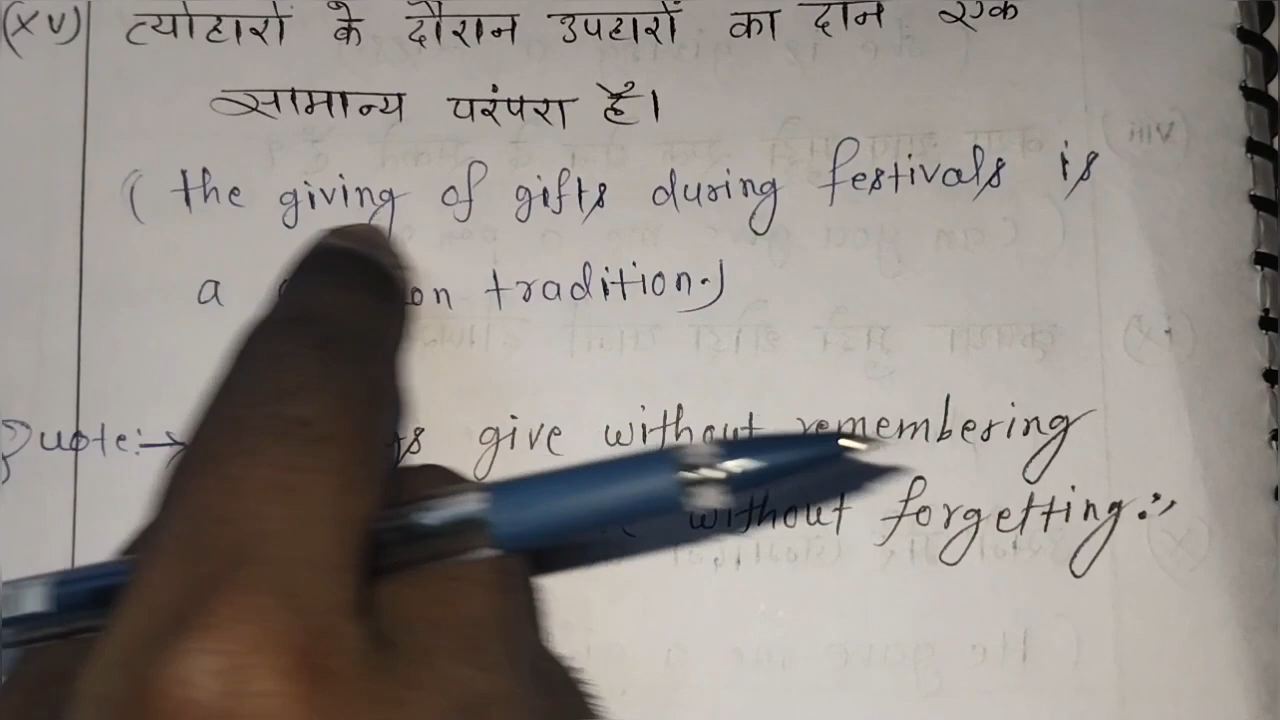 (xv) त्योहारों के दौरान उपहारों का दान एक
सामान्य परंपरा है।
( the giving of gifts during festivals is
a on tradition.)
Quote:→ give without remembering
without forgetting.”